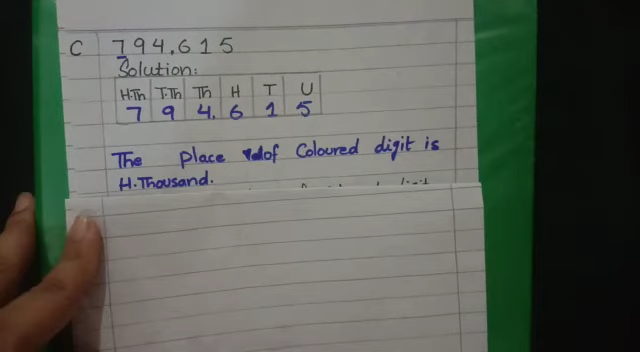 C 794,615
Solution:
H.Th T.Th Th H T U
7 9 4, 6 1 5
The place of Coloured digit is
H.Thousand.